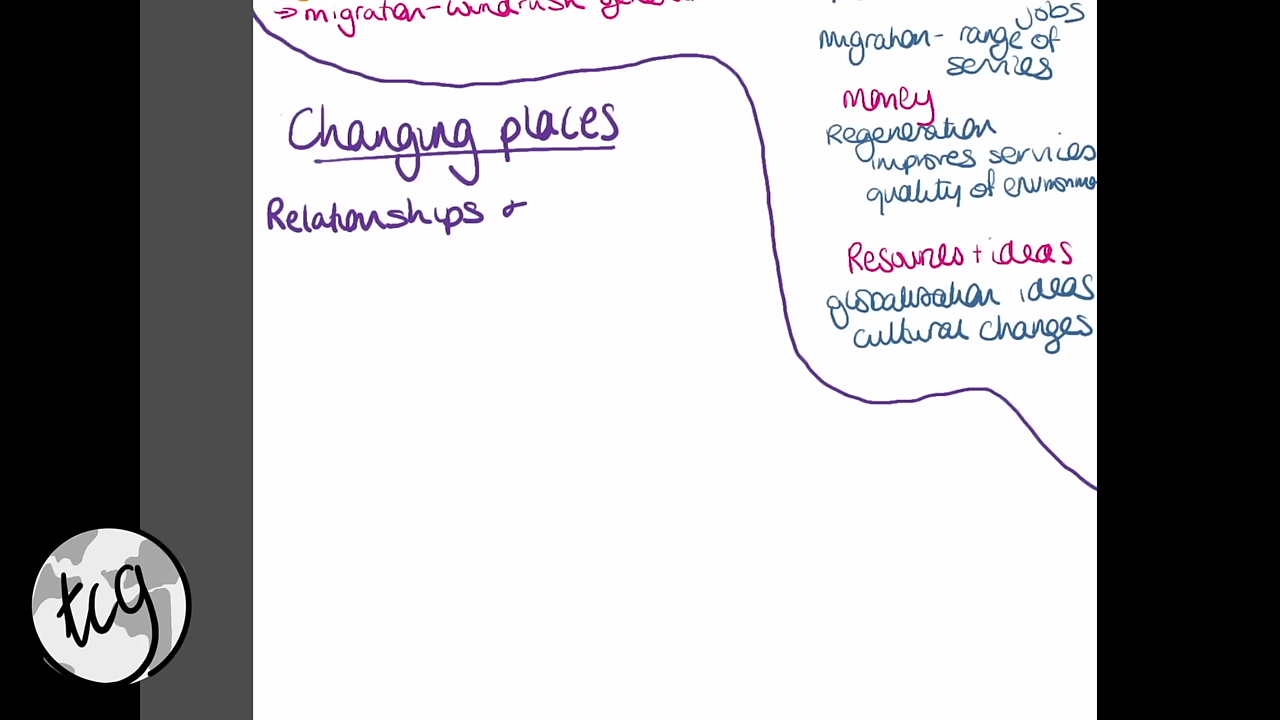 → migration - windrush
Changing places
Relationships &
jobs
migration - range of
services
money
Regeneration
improves services
quality of environme
Resources + ideas
globalisation ideas
cultural changes
tcg